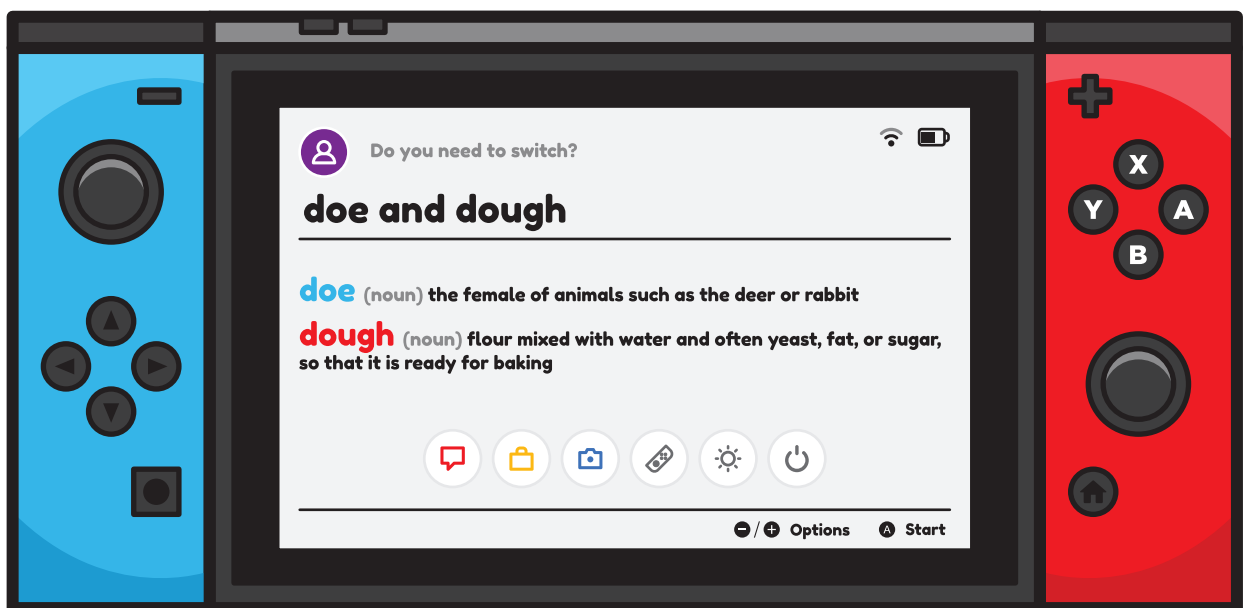 Do you need to switch?
doe and dough
doe (noun) the female of animals such as the deer or rabbit
dough (noun) flour mixed with water and often yeast, fat, or sugar,
so that it is ready for baking
X
Y A
B
-/+ Options A Start